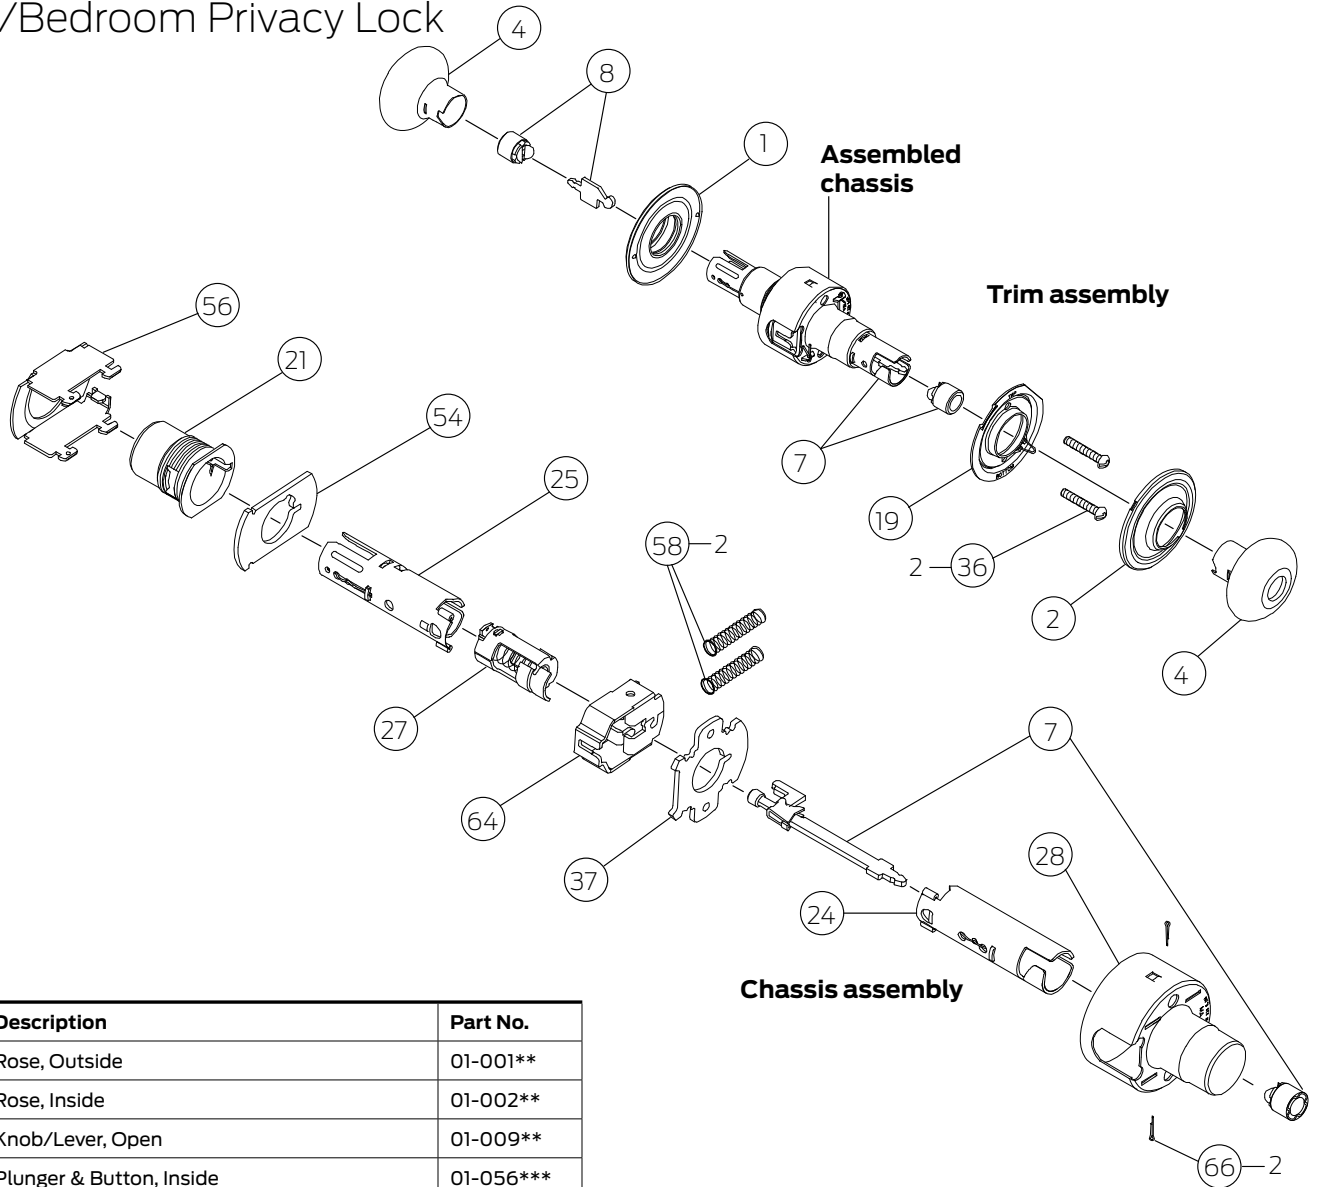 /Bedroom Privacy Lock
4
8
1
Assembled
chassis
Trim assembly
56
21
54
25
58—2
7
19
2—36
2
4
27
64
37
7
28
24
Chassis assembly
66—2
Description Part No.
Rose, Outside 01-001**
Rose, Inside 01-002**
Knob/Lever, Open 01-009**
Plunger & Button, Inside 01-056***